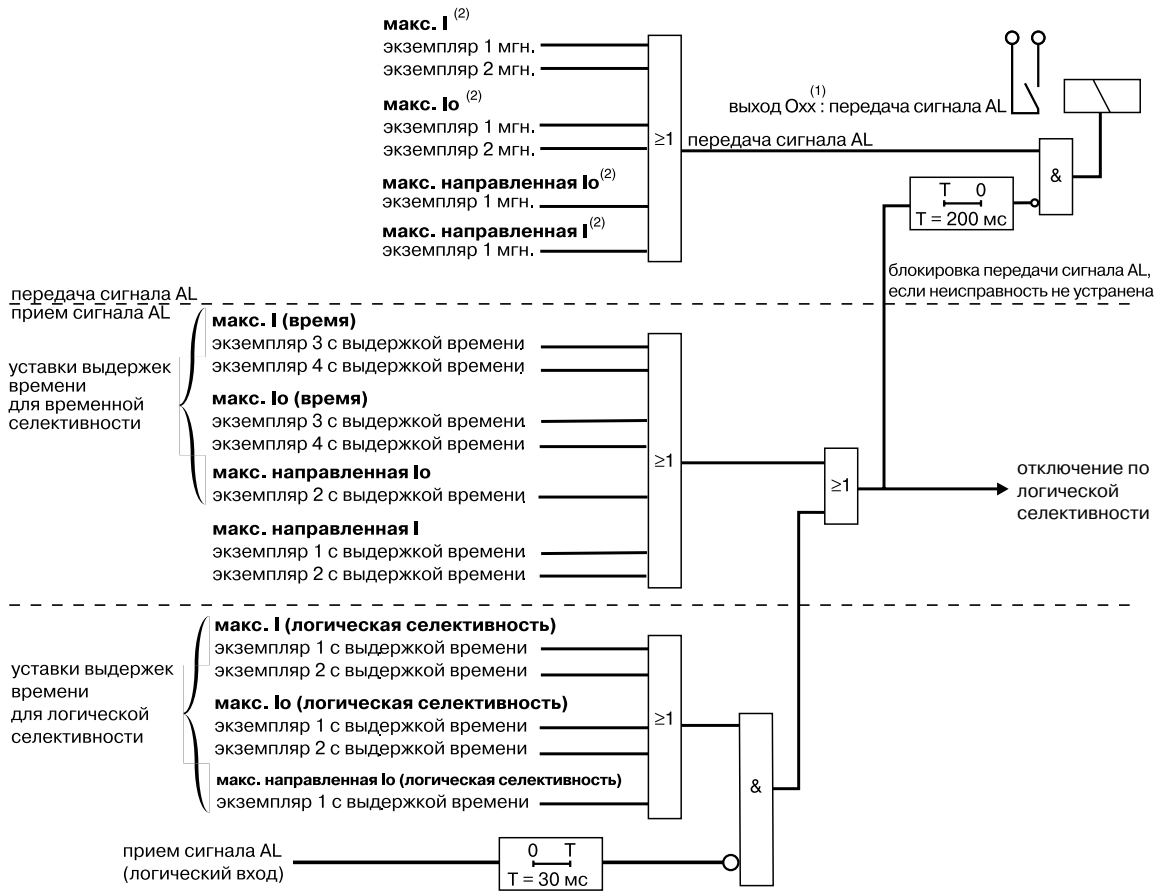 макс. I (2)
экземпляр 1 мгн.
экземпляр 2 мгн.
макс. Io (2)
экземпляр 1 мгн.
экземпляр 2 мгн.
макс. направленная Io (2)
экземпляр 1 мгн.
макс. направленная I (2)
экземпляр 1 мгн.
≥1
передача сигнала AL
выход Oxx (1) : передача сигнала AL
&
T 0
T = 200 мс
блокировка передачи сигнала AL,
если неисправность не устранена
передача сигнала AL
прием сигнала AL
уставки выдержек
времени
для временной
селективности
макс. I (время)
экземпляр 3 с выдержкой времени
экземпляр 4 с выдержкой времени
макс. Io (время)
экземпляр 3 с выдержкой времени
экземпляр 4 с выдержкой времени
макс. направленная Io
экземпляр 2 с выдержкой времени
макс. направленная I
экземпляр 1 с выдержкой времени
экземпляр 2 с выдержкой времени
≥1
≥1
отключение по
логической
селективности
уставки выдержек
времени
для логической
селективности
макс. I (логическая селективность)
экземпляр 1 с выдержкой времени
экземпляр 2 с выдержкой времени
макс. Io (логическая селективность)
экземпляр 1 с выдержкой времени
экземпляр 2 с выдержкой времени
макс. направленная Io (логическая селективность)
экземпляр 1 с выдержкой времени
≥1
&
прием сигнала AL
(логический вход)
0 T
T = 30 мс